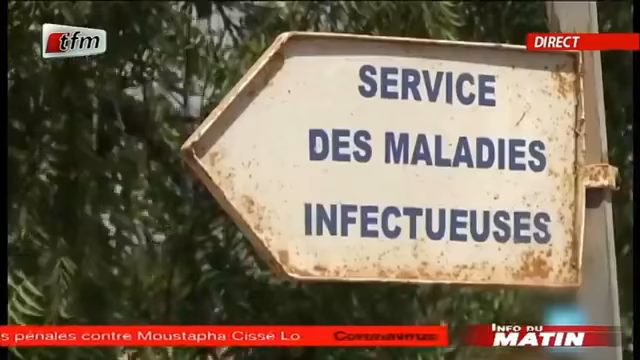 tfm
DIRECT
SERVICE
DES MALADIES
INFECTUEUSES
s pénales contre Moustapha Cissé Lo
Coronavirus
INFO DU
MATIN